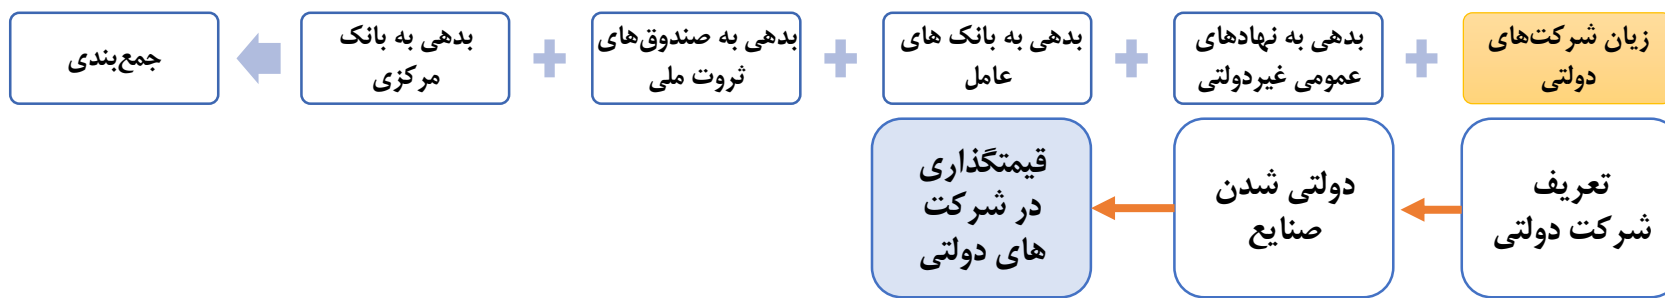 زیان شرکت‌های
دولتی
بدهی به نهادهای
عمومی غیردولتی
بدهی به بانک های
عامل
بدهی به صندوق‌های
ثروت ملی
بدهی به بانک
مرکزی
جمع‌بندی
تعریف
شرکت دولتی
دولتی شدن
صنایع
قیمتگذاری
در شرکت
های دولتی